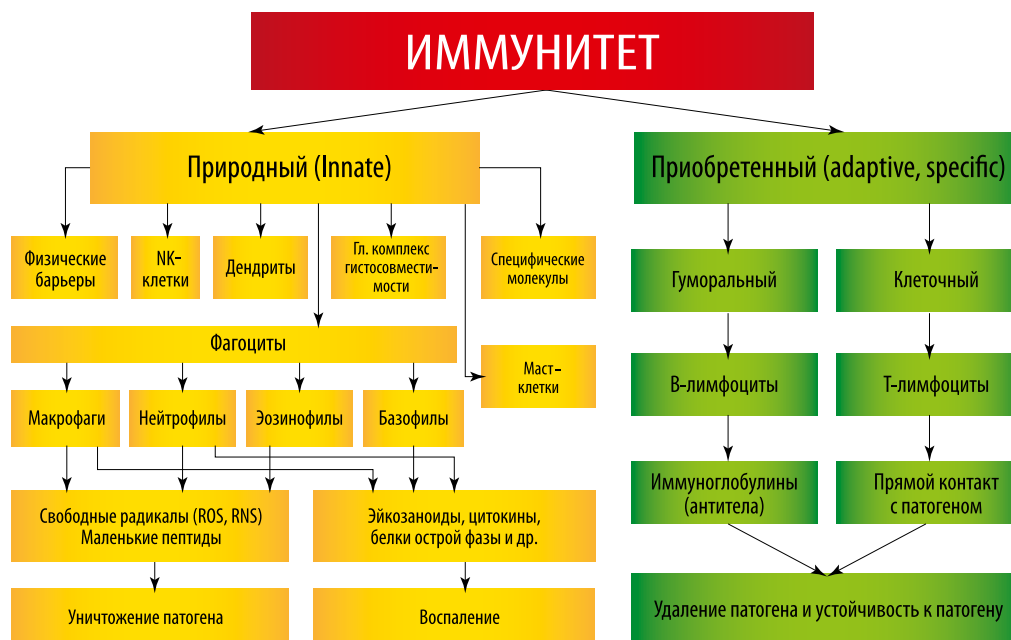 ИММУНИТЕТ
Природный (Innate)
Приобретенный (adaptive, specific)
Физические
барьеры
NK-
клетки
Дендриты
Гл. комплекс
гистосовмести-
мости
Специфические
молекулы
Гуморальный
Клеточный
Фагоциты
Маст-
клетки
В-лимфоциты
Т-лимфоциты
Макрофаги
Нейтрофилы
Эозинофилы
Базофилы
Свободные радикалы (ROS, RNS)
Маленькие пептиды
Эйкозаноиды, цитокины,
белки острой фазы и др.
Иммуноглобулины
(антитела)
Прямой контакт
с патогеном
Уничтожение патогена
Воспаление
Удаление патогена и устойчивость к патогену